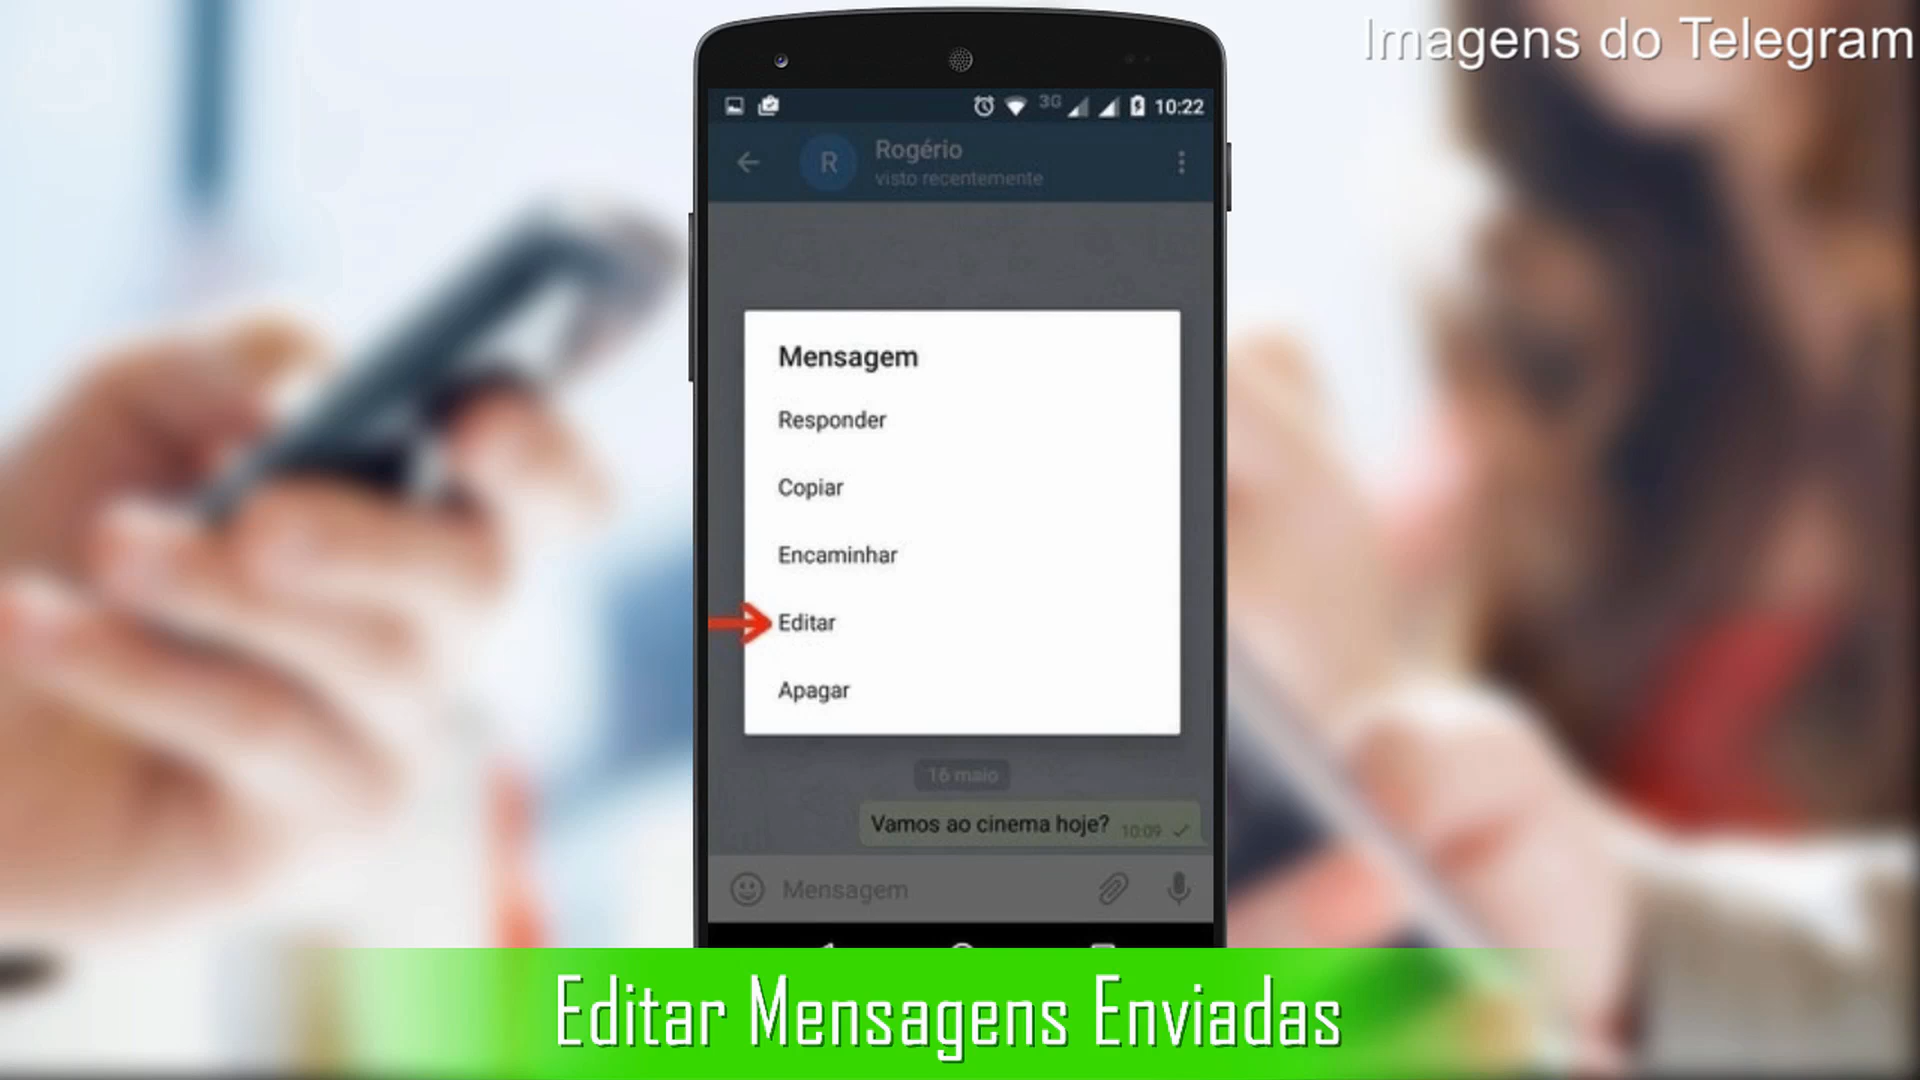 Imagens do Telegram
3G
10:22
R
Rogério
visto recentemente
Mensagem
Responder
Copiar
Encaminhar
Editar
Apagar
16 maio
Vamos ao cinema hoje? 10:09
Mensagem
Editar Mensagens Enviadas